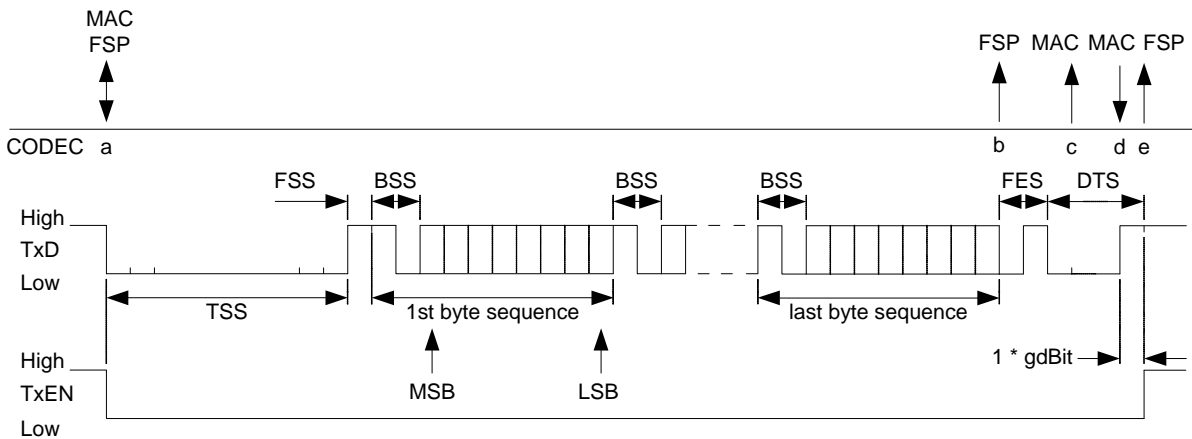 MAC
FSP
FSP MAC MAC FSP
CODEC a b c d e
FSS BSS BSS BSS FES DTS
High
TxD
Low
TSS 1st byte sequence last byte sequence
High 1 * gdBit
TxEN MSB LSB
Low